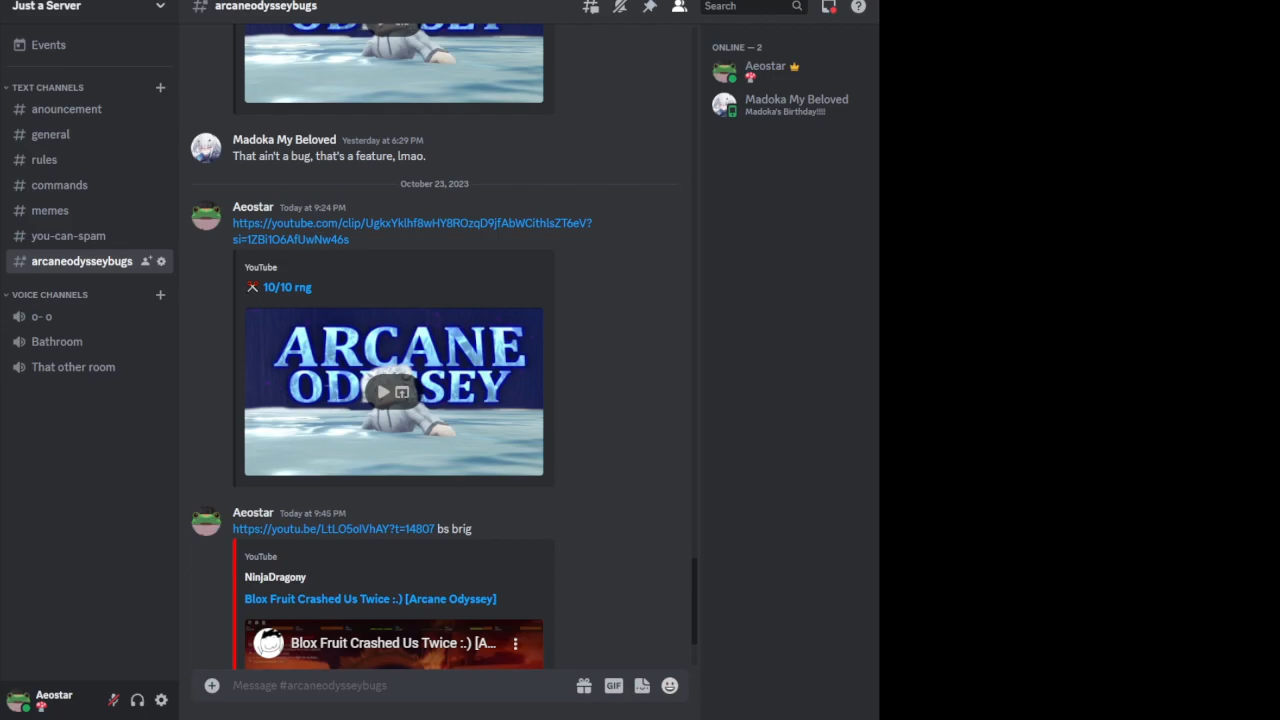 Just a Server
Events
TEXT CHANNELS
anouncement
general
rules
commands
memes
you-can-spam
arcaneodysseybugs
VOICE CHANNELS
o- o
Bathroom
That other room
Aeostar
arcaneodysseybugs
Search
Madoka My Beloved Yesterday at 6:29 PM
That ain't a bug, that's a feature, lmao.
October 23, 2023
Aeostar Today at 9:24 PM
https://youtube.com/clip/UgkxYklhf8wHY8ROzqD9jfAbWCithlsZT6eV?
si=1ZBi1O6AfUwNw46s
YouTube
10/10 rng
ARCANE
ODYSSEY
Aeostar Today at 9:45 PM
https://youtu.be/LtLO5oIVhAY?t=14807 bs brig
YouTube
NinjaDragony
Blox Fruit Crashed Us Twice :.) [Arcane Odyssey]
Blox Fruit Crashed Us Twice :.) [A...
Message #arcaneodysseybugs
GIF
ONLINE — 2
Aeostar
Madoka My Beloved
Madoka's Birthday!!!!